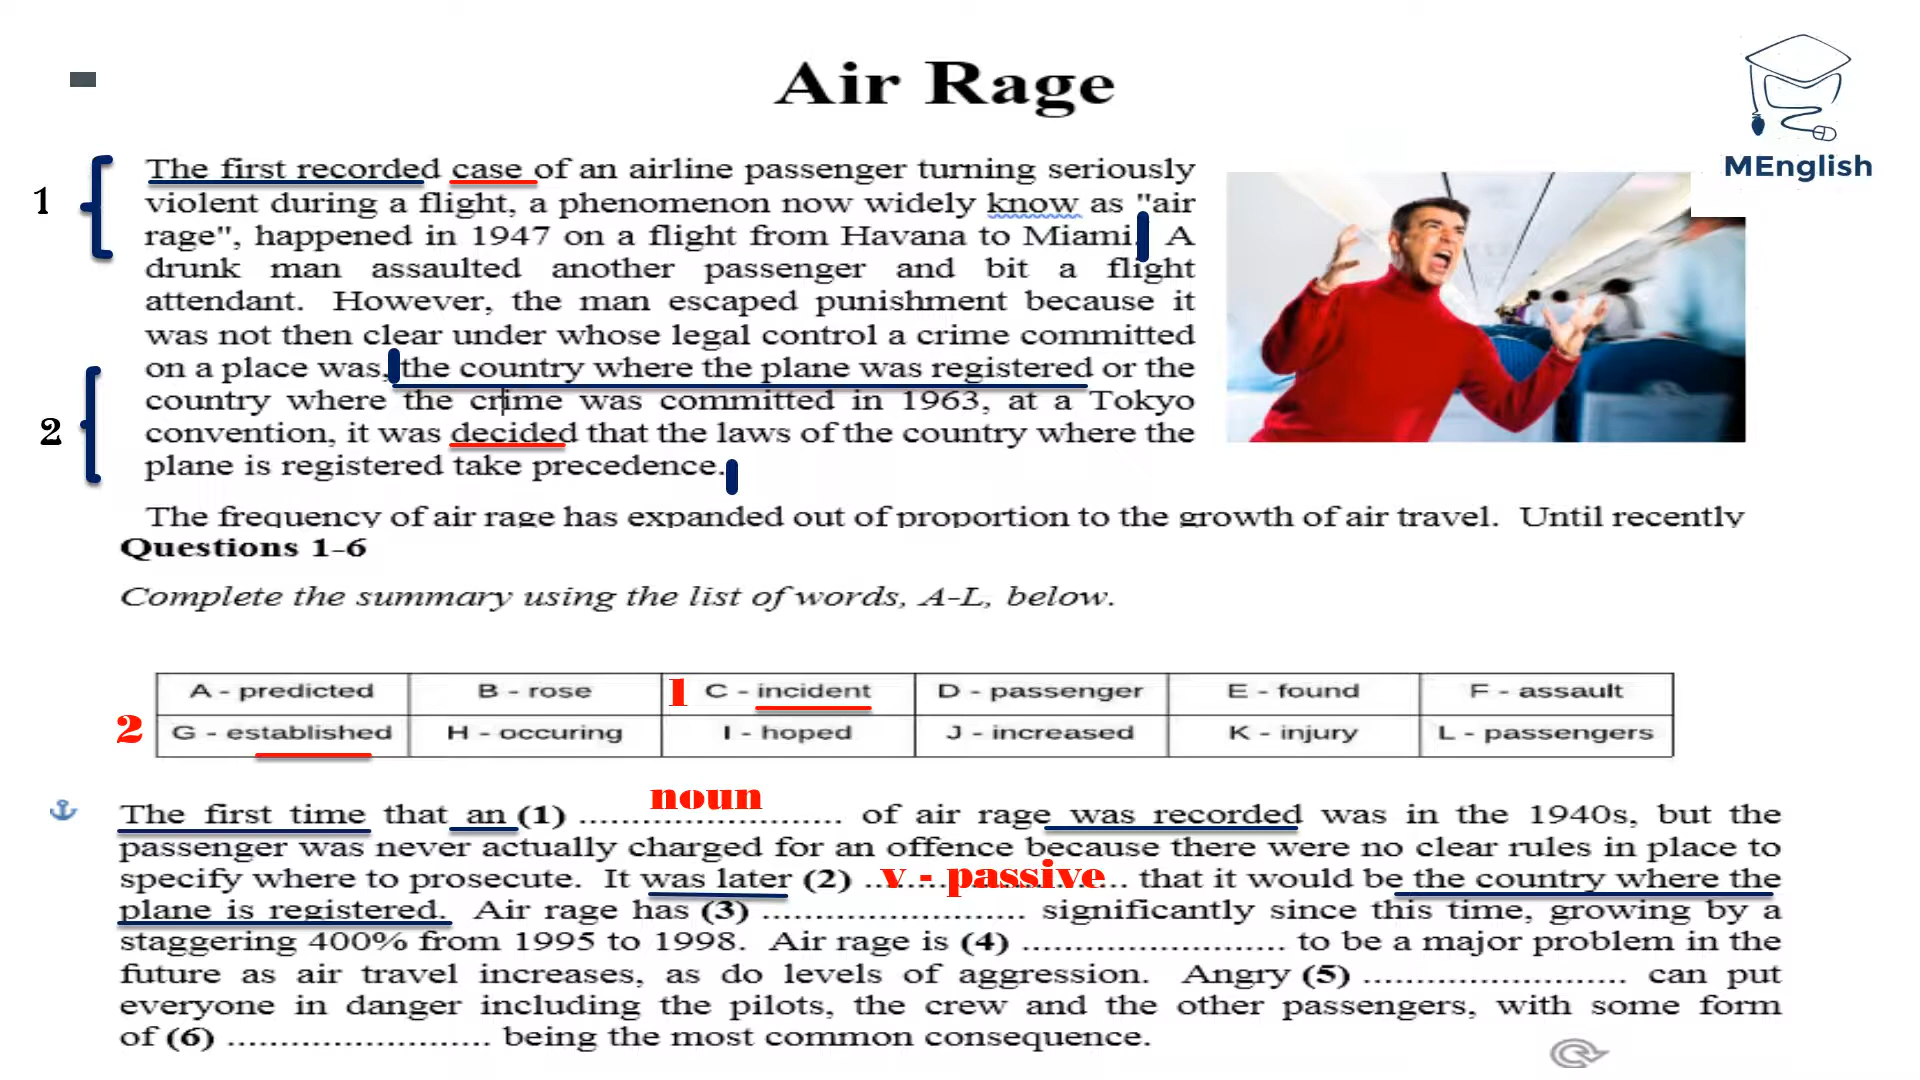 Air Rage
MEnglish
1
The first recorded case of an airline passenger turning seriously
violent during a flight, a phenomenon now widely know as "air
rage", happened in 1947 on a flight from Havana to Miami. A
drunk man assaulted another passenger and bit a flight
attendant. However, the man escaped punishment because it
was not then clear under whose legal control a crime committed
on a place was, the country where the plane was registered or the
2
country where the crime was committed in 1963, at a Tokyo
convention, it was decided that the laws of the country where the
plane is registered take precedence.
The frequency of air rage has expanded out of proportion to the growth of air travel. Until recently
Questions 1-6
Complete the summary using the list of words, A-L, below.
A - predicted B - rose 1 C - incident D - passenger E - found F - assault
2 G - established H - occuring I - hoped J - increased K - injury L - passengers
noun
The first time that an (1) .......................... of air rage was recorded was in the 1940s, but the
passenger was never actually charged for an offence because there were no clear rules in place to
v - passive
specify where to prosecute. It was later (2) .......................... that it would be the country where the
plane is registered. Air rage has (3) .......................... significantly since this time, growing by a
staggering 400% from 1995 to 1998. Air rage is (4) .......................... to be a major problem in the
future as air travel increases, as do levels of aggression. Angry (5) .......................... can put
everyone in danger including the pilots, the crew and the other passengers, with some form
of (6) .......................... being the most common consequence.